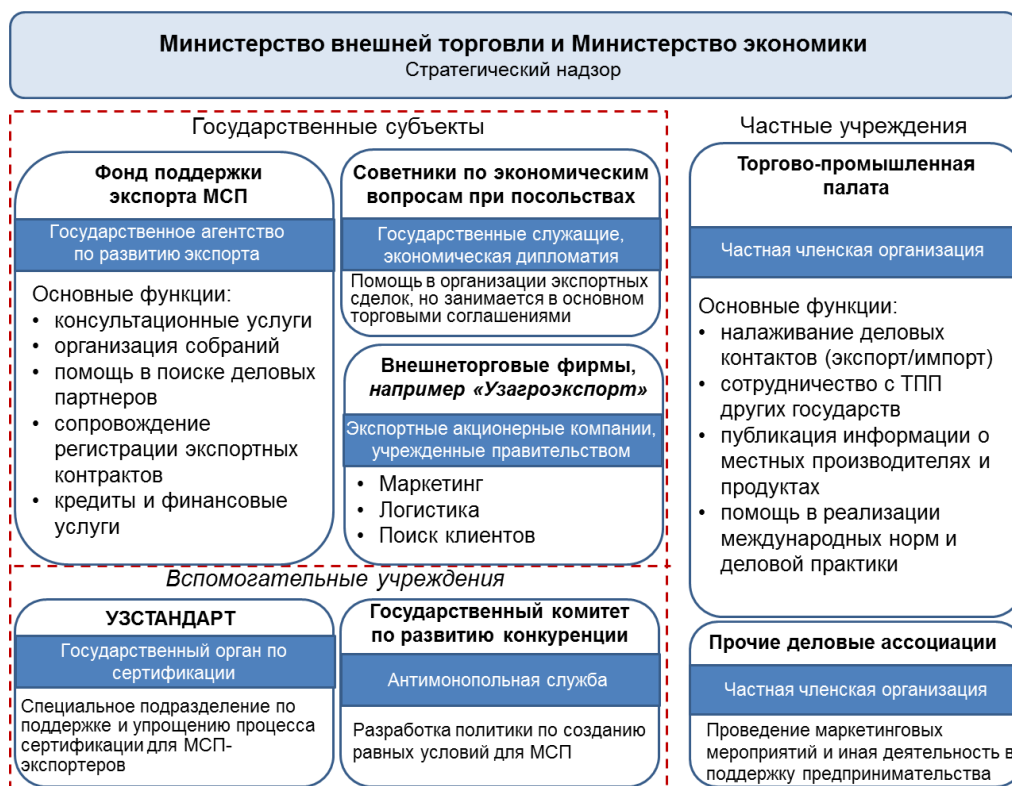 Министерство внешней торговли и Министерство экономики
Стратегический надзор
Государственные субъекты
Фонд поддержки
экспорта МСП
Государственное агентство
по развитию экспорта
Основные функции:
• консультационные услуги
• организация собраний
• помощь в поиске деловых
партнеров
• сопровождение
регистрации экспортных
контрактов
• кредиты и финансовые
услуги
Советники по экономическим
вопросам при посольствах
Государственные служащие,
экономическая дипломатия
Помощь в организации экспортных
сделок, но занимается в основном
торговыми соглашениями
Внешнеторговые фирмы,
например «Узагроэкспорт»
Экспортные акционерные компании,
учрежденные правительством
• Маркетинг
• Логистика
• Поиск клиентов
Вспомогательные учреждения
УЗСТАНДАРТ
Государственный орган по
сертификации
Специальное подразделение по
поддержке и упрощению процесса
сертификации для МСП-
экспортеров
Государственный комитет
по развитию конкуренции
Антимонопольная служба
Разработка политики по созданию
равных условий для МСП
Частные учреждения
Торгово-промышленная
палата
Частная членская организация
Основные функции:
• налаживание деловых
контактов (экспорт/импорт)
• сотрудничество с ТПП
других государств
• публикация информации о
местных производителях и
продуктах
• помощь в реализации
международных норм и
деловой практики
Прочие деловые ассоциации
Частная членская организация
Проведение маркетинговых
мероприятий и иная деятельность в
поддержку предпринимательства